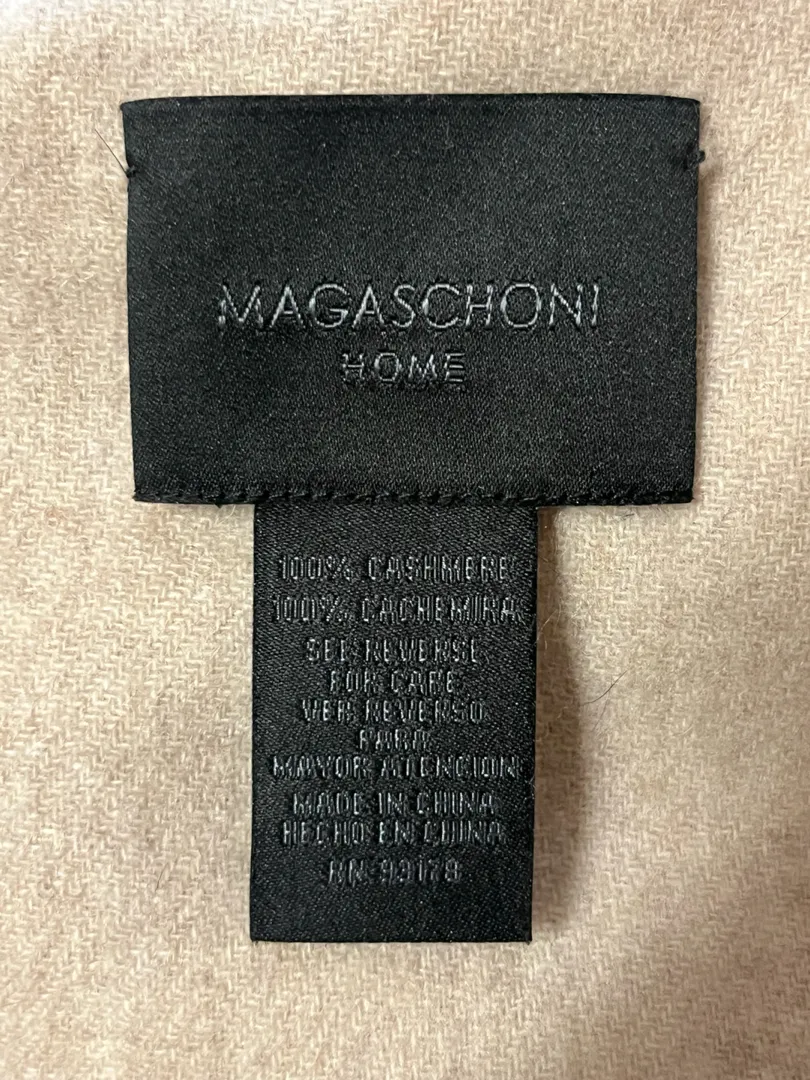 MAGASCHONI
HOME
100% CASHMERE
100% CACHEMIRA
SEE REVERSE
FOR CARE
VER REVERSO
PARA
MAYOR ATENCION
MADE IN CHINA
HECHO EN CHINA
RN 99179